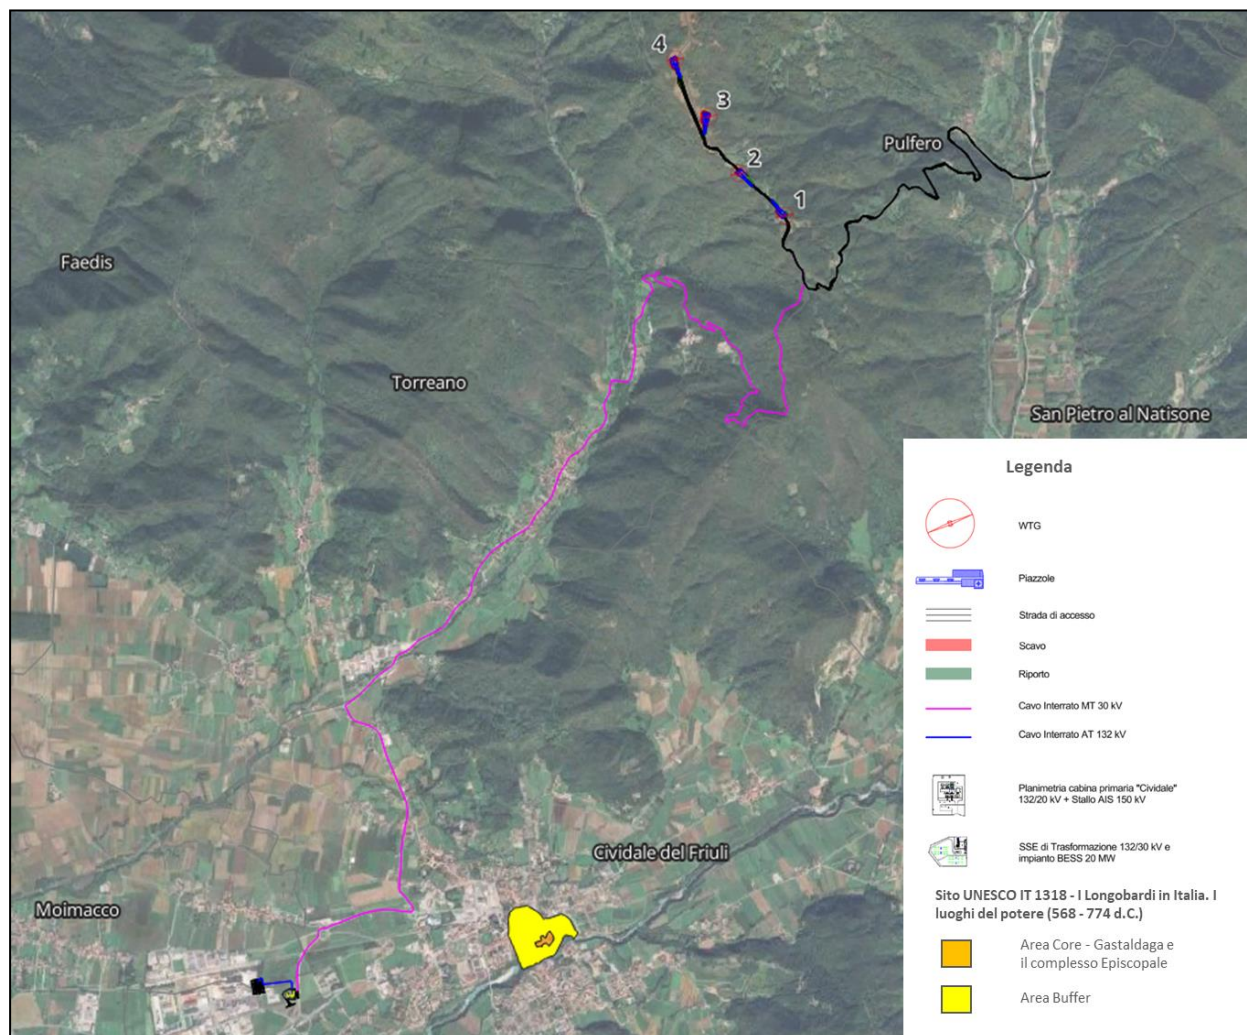 4
3
2
1
Pulfero
Faedis
Torreano
San Pietro al Natisone
Cividale del Friuli
Moimacco
Legenda
WTG
Piazzole
Strada di accesso
Scavo
Riporto
Cavo Interrato MT 30 kV
Cavo Interrato AT 132 kV
Planimetria cabina primaria "Cividale"
132/20 kV + Stallo AIS 150 kV
SSE di Trasformazione 132/30 kV e
impianto BESS 20 MW
Sito UNESCO IT 1318 - I Longobardi in Italia. I
luoghi del potere (568 - 774 d.C.)
Area Core - Gastaldaga e
il complesso Episcopale
Area Buffer